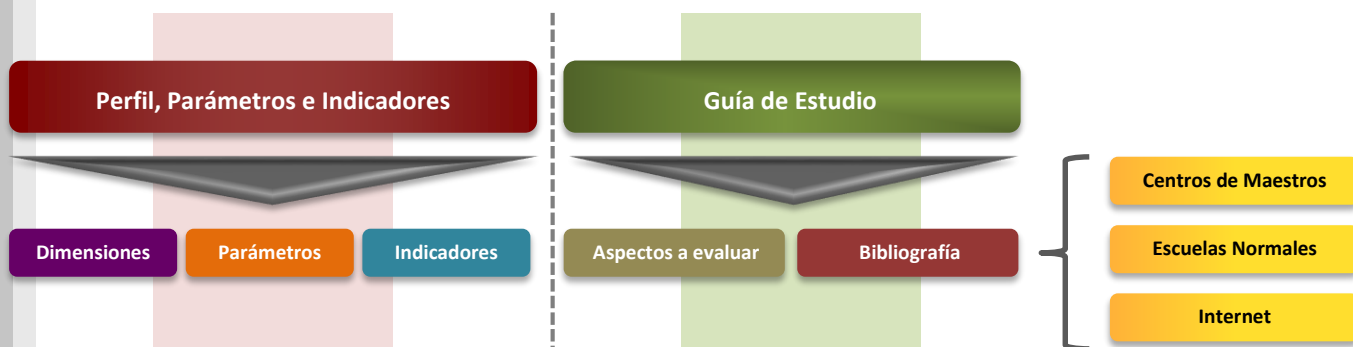 Perfil, Parámetros e Indicadores
Guía de Estudio
Dimensiones
Parámetros
Indicadores
Aspectos a evaluar
Bibliografía
Centros de Maestros
Escuelas Normales
Internet